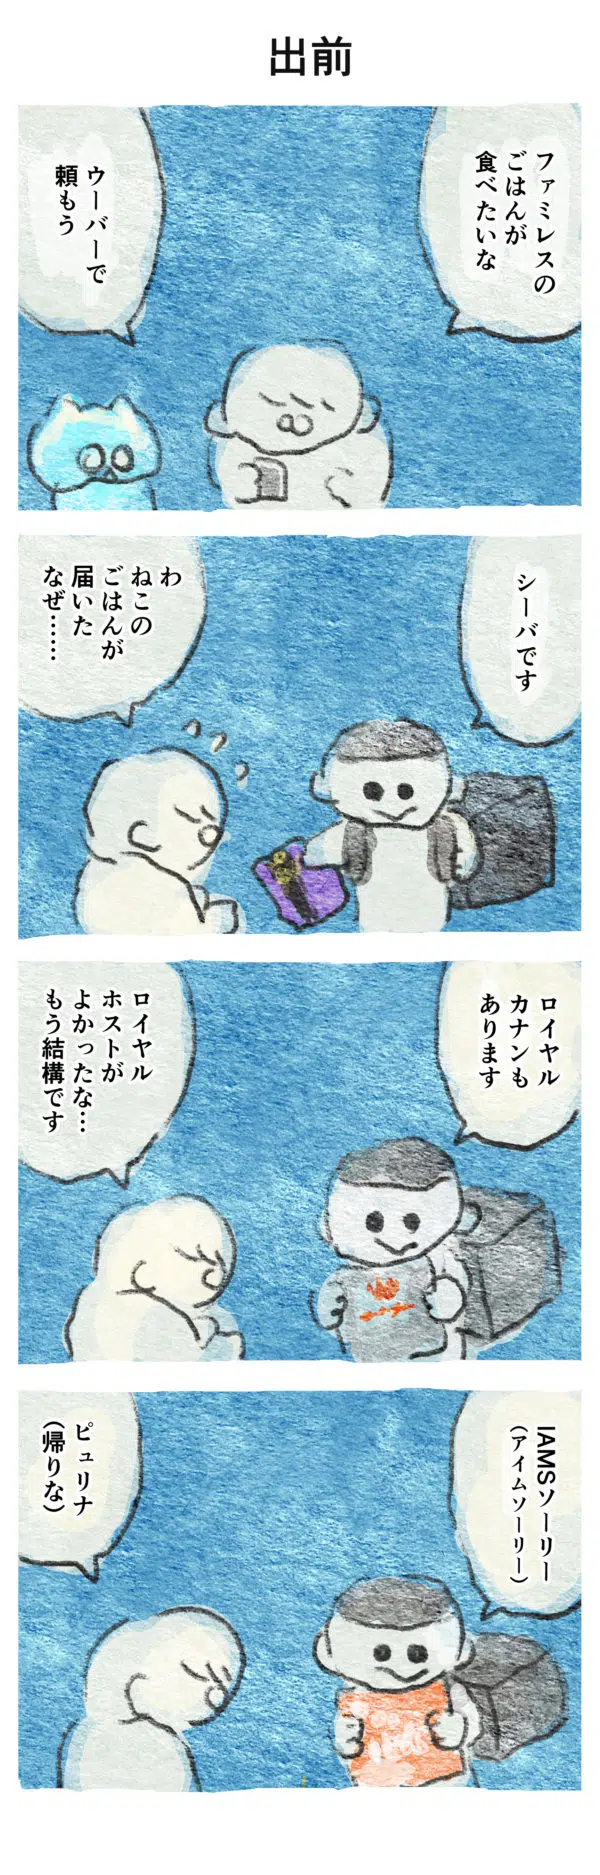 出前
ファミレスの
ごはんが
食べたいな
ウーバーで
頼もう
シーバです
わ
ねこの
ごはんが
届いた
なぜ……
ロイヤル
カナンも
あります
ロイヤル
ホストが
よかったな…
もう結構です
IAMSソーリー
(アイムソーリー)
ピュリナ
(帰りな)